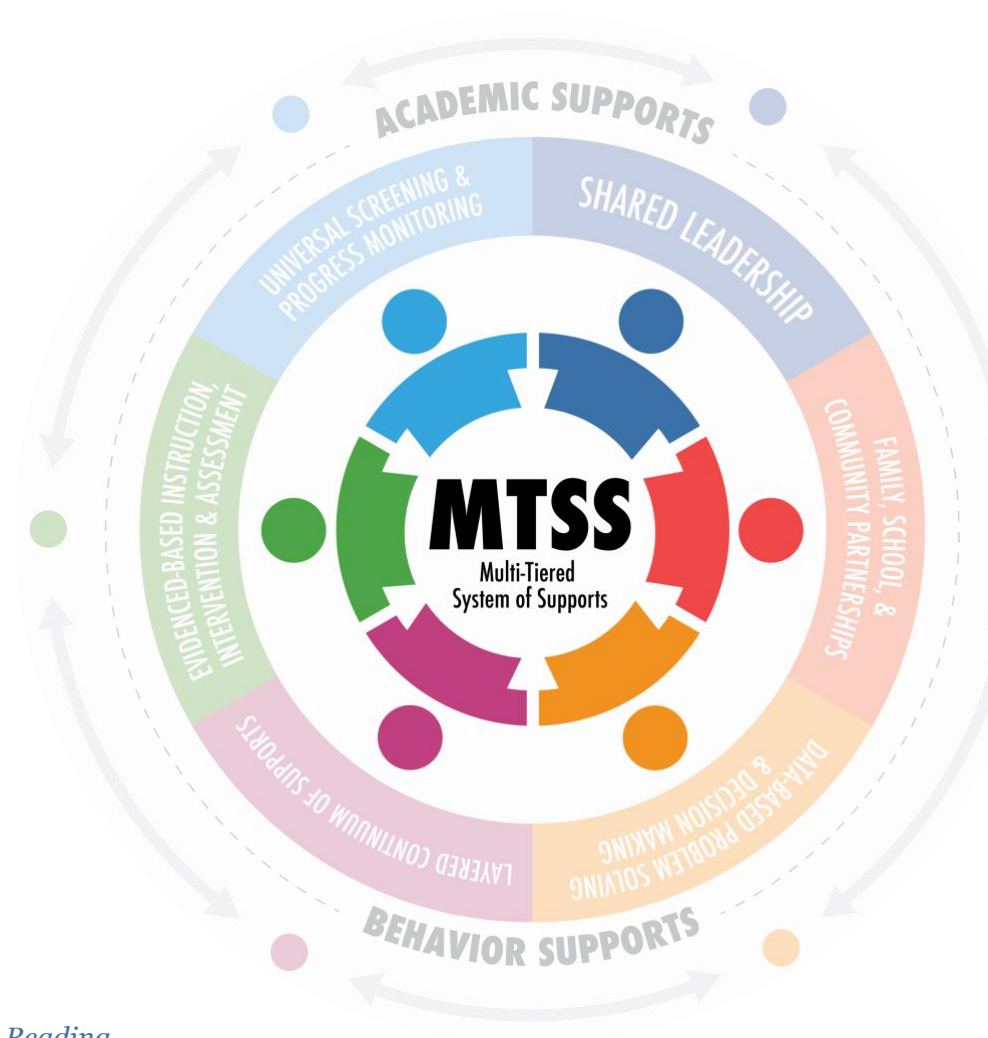 ACADEMIC SUPPORTS
UNIVERSAL SCREENING &
PROGRESS MONITORING
SHARED LEADERSHIP
FAMILY, SCHOOL, &
COMMUNITY PARTNERSHIPS
DATA-BASED PROBLEM SOLVING
& DECISION MAKING
LAYERED CONTINUUM OF SUPPORTS
EVIDENCED-BASED INSTRUCTION,
INTERVENTION & ASSESSMENT
MTSS
Multi-Tiered
System of Supports
BEHAVIOR SUPPORTS
Reading